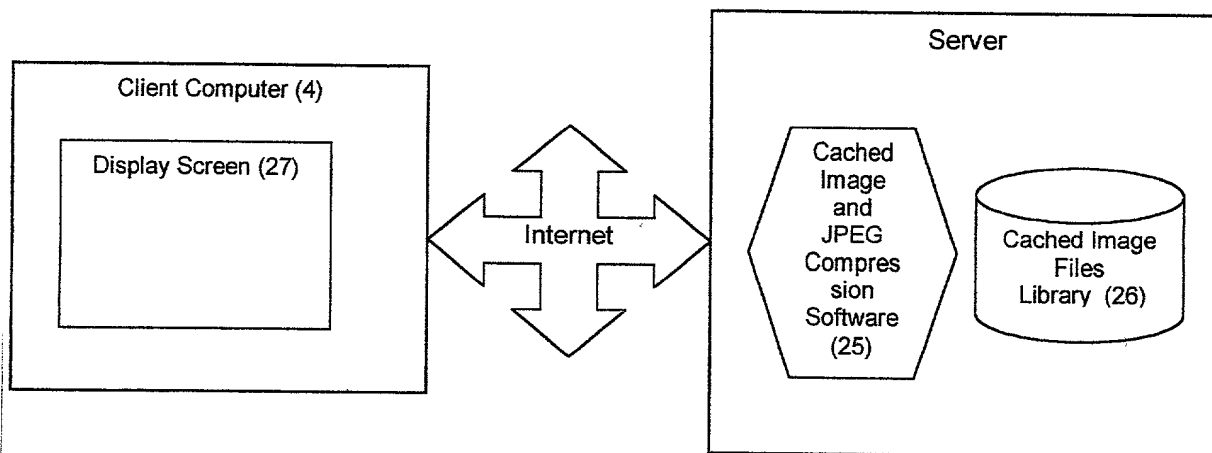 Client Computer (4)
Display Screen (27)
Internet
Server
Cached
Image
and
JPEG
Compres
sion
Software
(25)
Cached Image
Files
Library (26)